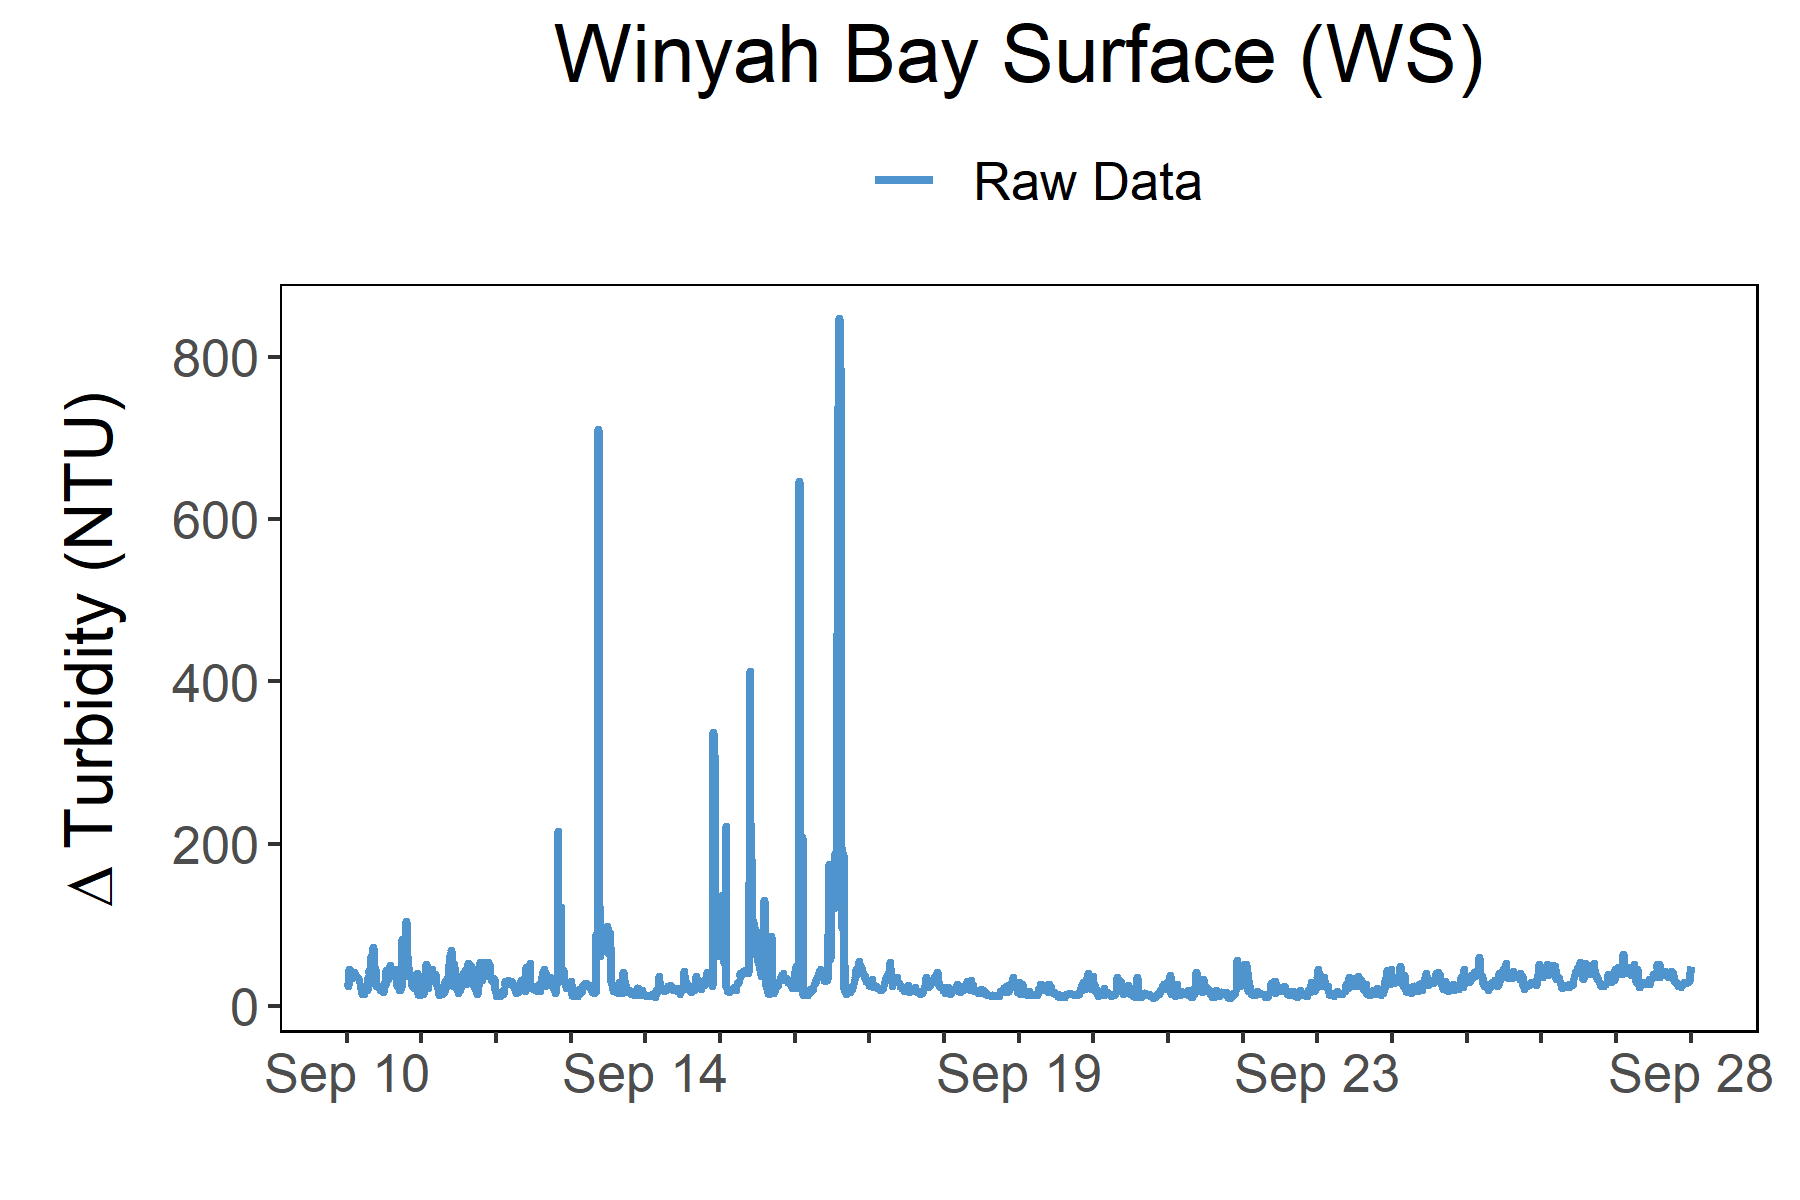 Winyah Bay Surface (WS)
Raw Data
Δ Turbidity (NTU)
800
600
400
200
0
Sep 10 Sep 14 Sep 19 Sep 23 Sep 28